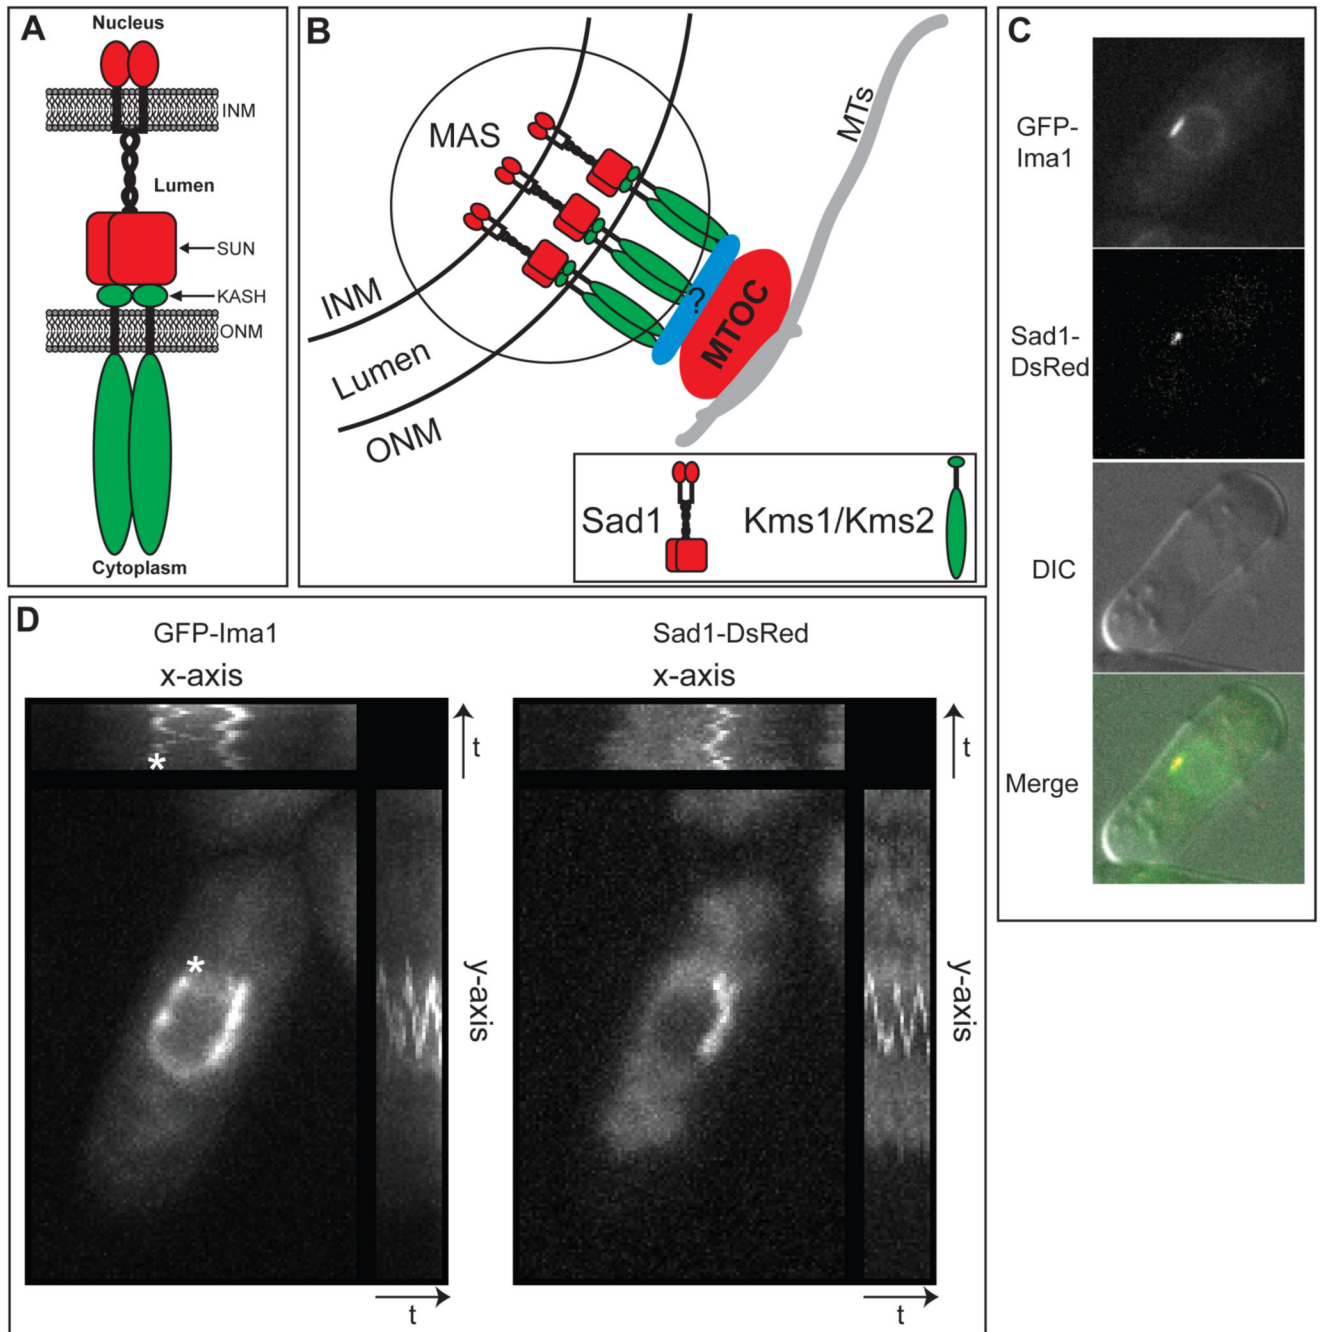 A
Nucleus
INM
Lumen
SUN
KASH
ONM
Cytoplasm
B
MAS
MTs
INM
Lumen
ONM
?
MTOC
Sad1
Kms1/Kms2
C
GFP-
Ima1
Sad1-
DsRed
DIC
Merge
D
GFP-Ima1
x-axis
*
t
*
y-axis
t
Sad1-DsRed
x-axis
t
y-axis
t